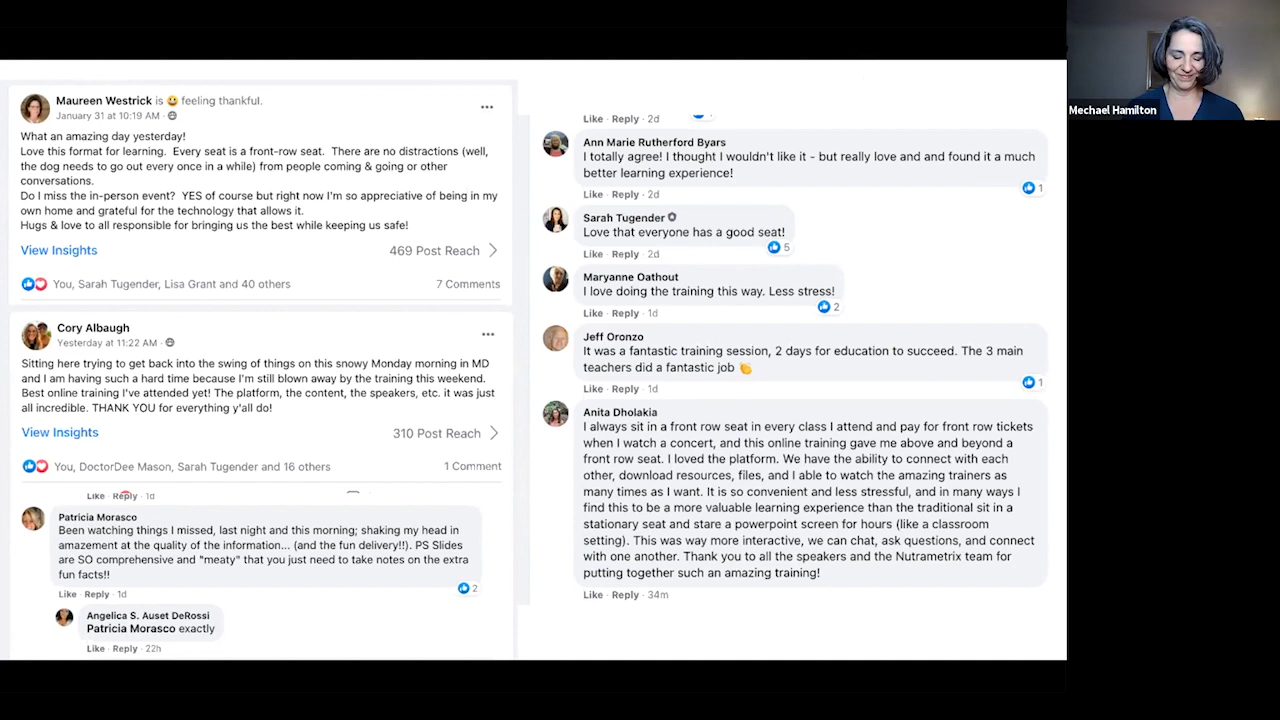 Maureen Westrick is 😃 feeling thankful.
January 31 at 10:19 AM ·
What an amazing day yesterday!
Love this format for learning. Every seat is a front-row seat. There are no distractions (well,
the dog needs to go out every once in a while) from people coming & going or other
conversations.
Do I miss the in-person event? YES of course but right now I'm so appreciative of being in my
own home and grateful for the technology that allows it.
Hugs & love to all responsible for bringing us the best while keeping us safe!
View Insights
469 Post Reach
You, Sarah Tugender, Lisa Grant and 40 others
7 Comments
Cory Albaugh
Yesterday at 11:22 AM ·
Sitting here trying to get back into the swing of things on this snowy Monday morning in MD
and I am having such a hard time because I'm still blown away by the training this weekend.
Best online training I've attended yet! The platform, the content, the speakers, etc. it was just
all incredible. THANK YOU for everything y'all do!
View Insights
310 Post Reach
You, DoctorDee Mason, Sarah Tugender and 16 others
1 Comment
Like · Reply · 1d
Patricia Morasco
Been watching things I missed, last night and this morning; shaking my head in
amazement at the quality of the information... (and the fun delivery!!). PS Slides
are SO comprehensive and "meaty" that you just need to take notes on the extra
fun facts!!
2
Like · Reply · 1d
Angelica S. Auset DeRossi
Patricia Morasco exactly
Like · Reply · 22h
Like · Reply · 2d
Ann Marie Rutherford Byars
I totally agree! I thought I wouldn't like it - but really love and and found it a much
better learning experience!
1
Like · Reply · 2d
Sarah Tugender
Love that everyone has a good seat!
5
Like · Reply · 2d
Maryanne Oathout
I love doing the training this way. Less stress!
2
Like · Reply · 1d
Jeff Oronzo
It was a fantastic training session, 2 days for education to succeed. The 3 main
teachers did a fantastic job 👏
1
Like · Reply · 1d
Anita Dholakia
I always sit in a front row seat in every class I attend and pay for front row tickets
when I watch a concert, and this online training gave me above and beyond a
front row seat. I loved the platform. We have the ability to connect with each
other, download resources, files, and I able to watch the amazing trainers as
many times as I want. It is so convenient and less stressful, and in many ways I
find this to be a more valuable learning experience than the traditional sit in a
stationary seat and stare a powerpoint screen for hours (like a classroom
setting). This was way more interactive, we can chat, ask questions, and connect
with one another. Thank you to all the speakers and the Nutrametrix team for
putting together such an amazing training!
Like · Reply · 34m
Mechael Hamilton